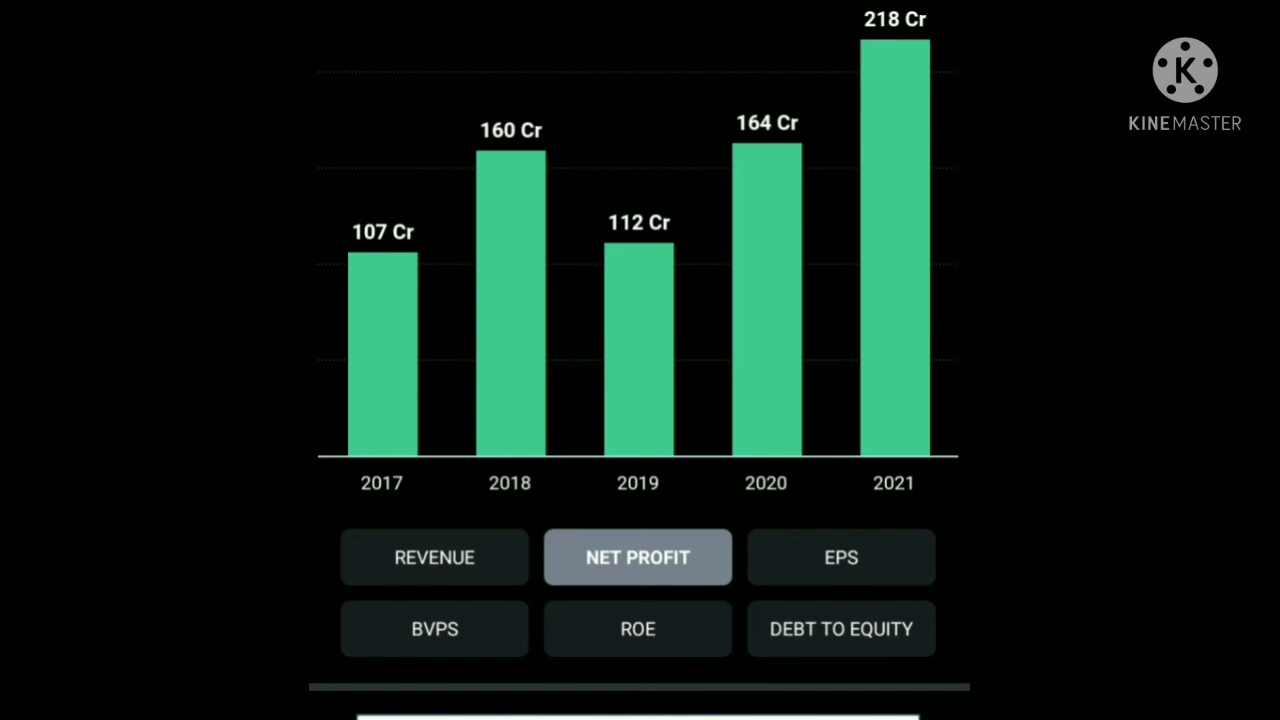 218 Cr
160 Cr
164 Cr
107 Cr
112 Cr
2017 2018 2019 2020 2021
REVENUE NET PROFIT EPS
BVPS ROE DEBT TO EQUITY
K
KINEMASTER